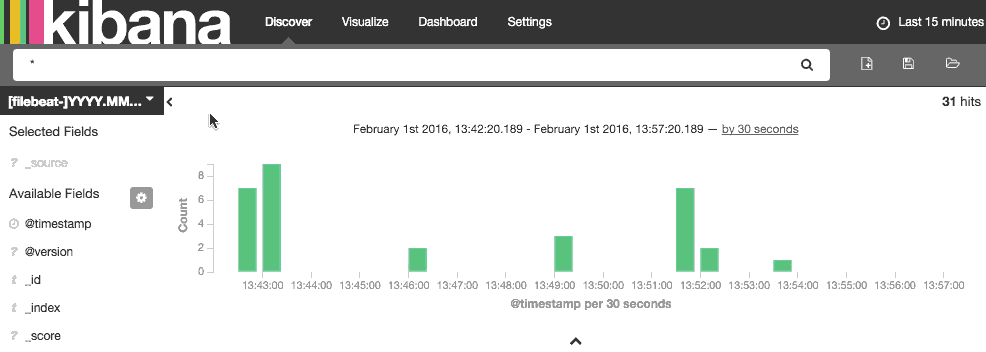 kibana Discover Visualize Dashboard Settings Last 15 minutes
*
[filebeat-]YYYY.MM... 31 hits
Selected Fields
February 1st 2016, 13:42:20.189 - February 1st 2016, 13:57:20.189 — by 30 seconds
? _source
Available Fields
@timestamp
? @version
t _id
t _index
? _score
Count
8
6
4
2
0
13:43:00 13:44:00 13:45:00 13:46:00 13:47:00 13:48:00 13:49:00 13:50:00 13:51:00 13:52:00 13:53:00 13:54:00 13:55:00 13:56:00 13:57:00
@timestamp per 30 seconds